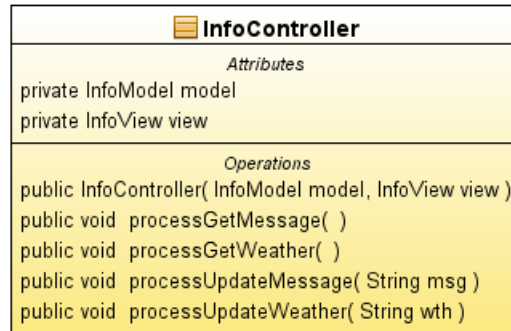 InfoController
Attributes
private InfoModel model
private InfoView view
Operations
public InfoController( InfoModel model, InfoView view )
public void  processGetMessage(  )
public void  processGetWeather(  )
public void  processUpdateMessage( String msg )
public void  processUpdateWeather( String wth )